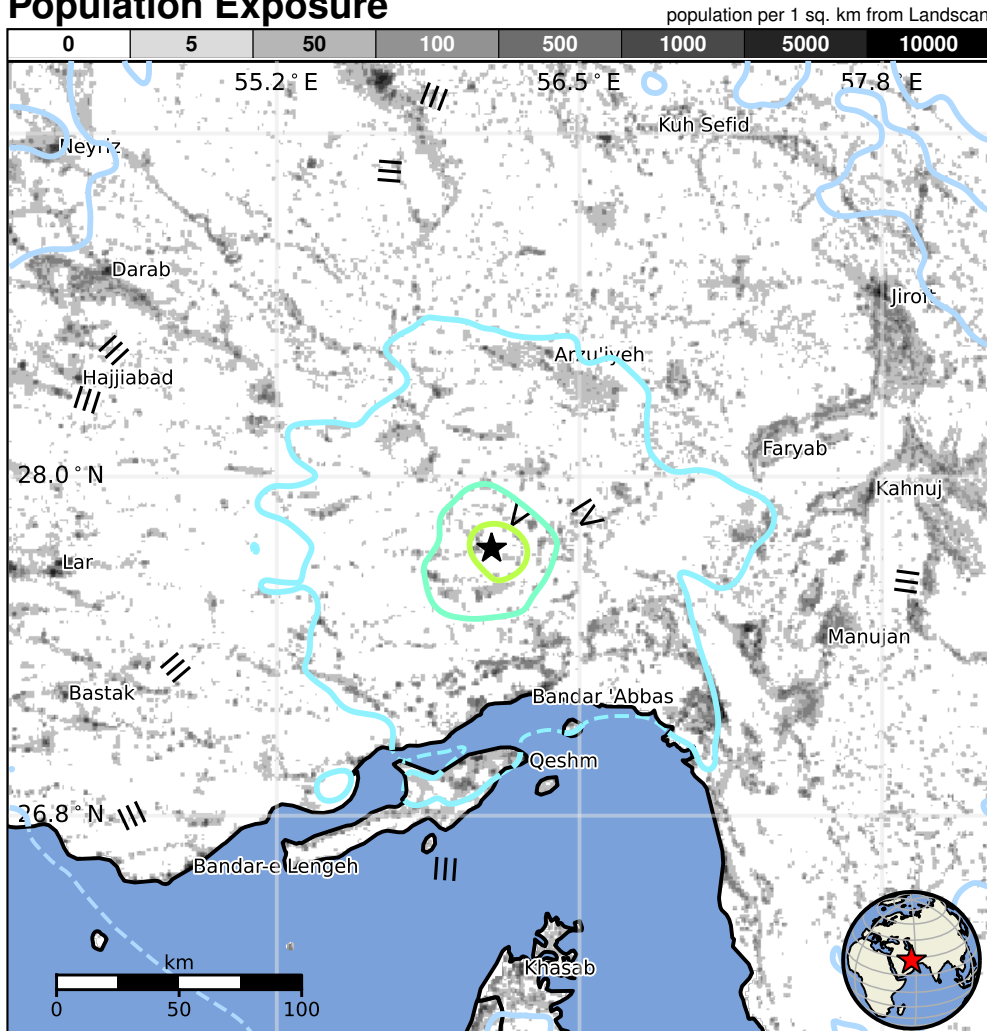 Population Exposure
population per 1 sq. km from Landscan
0 5 50 100 500 1000 5000 10000
55.2°E 56.5°E 57.8°E
III
Kuh Sefid
Neyriz
III
Darab
Jiroft
III
Arzu'iyeh
Hajjiabad
III
Faryab
28.0°N
Kahnuj
V
IV
Lar
III
Manujan
III
Bastak
Bandar 'Abbas
Qeshm
26.8°N
III
Bandar-e Lengeh
III
Khasab
km
0 50 100